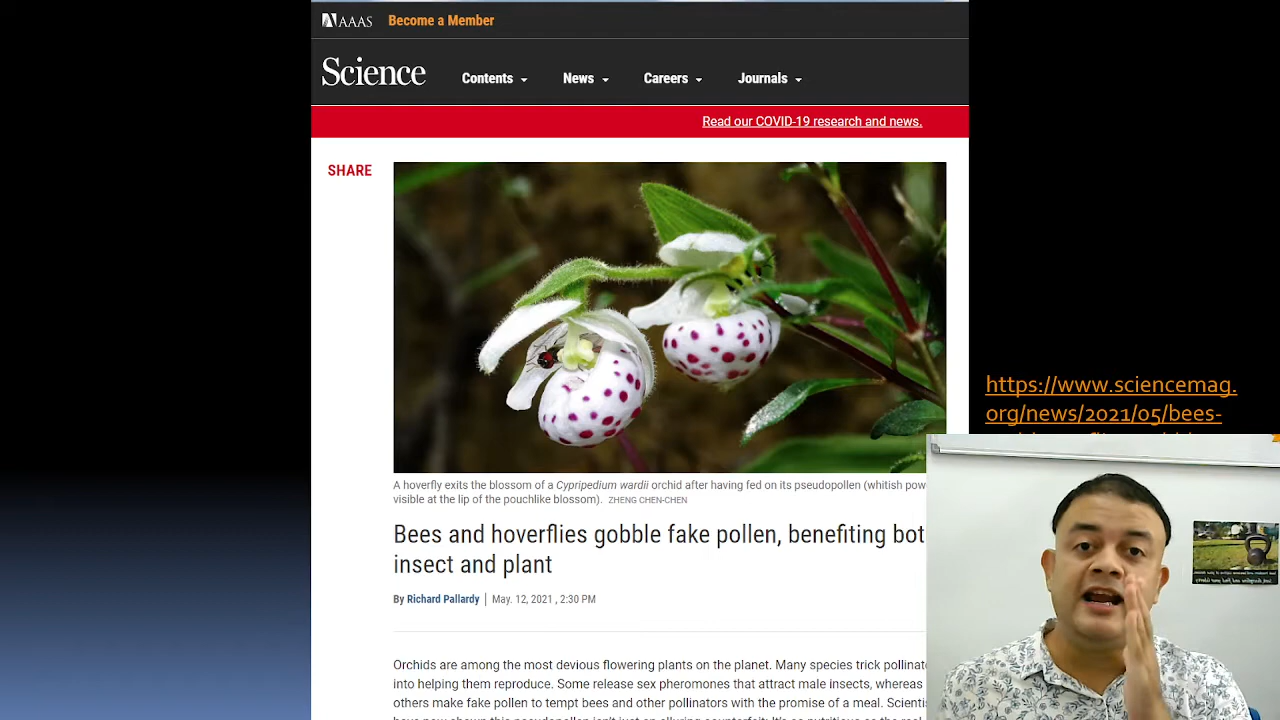 AAAS Become a Member
Science Contents News Careers Journals
Read our COVID-19 research and news.
SHARE
https://www.sciencemag.
org/news/2021/05/bees-
A hoverfly exits the blossom of a Cypripedium wardii orchid after having fed on its pseudopollen (whitish
visible at the lip of the pouchlike blossom). ZHENG CHEN-CHEN
Bees and hoverflies gobble fake pollen, benefiting
insect and plant
By Richard Pallardy | May. 12, 2021 , 2:30 PM
Orchids are among the most devious flowering plants on the planet. Many species trick
into helping them reproduce. Some release sex pheromones that attract male insects, whereas
others make fake pollen to tempt bees and other pollinators with the promise of a meal.